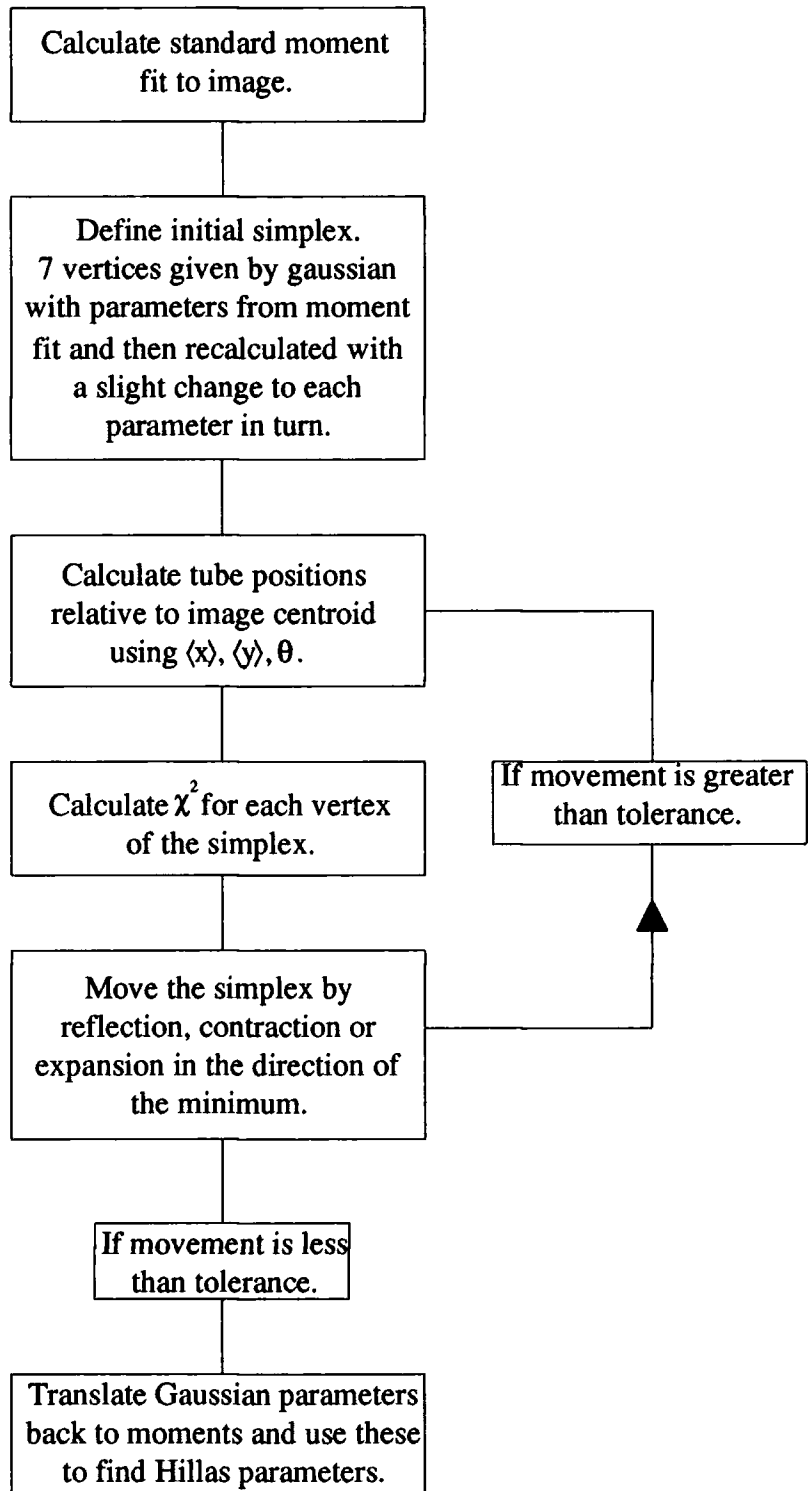 Calculate standard moment
fit to image.
Define initial simplex.
7 vertices given by gaussian
with parameters from moment
fit and then recalculated with
a slight change to each
parameter in turn.
Calculate tube positions
relative to image centroid
using ⟨x⟩, ⟨y⟩, θ.
Calculate χ² for each vertex
of the simplex.
If movement is greater
than tolerance.
Move the simplex by
reflection, contraction or
expansion in the direction of
the minimum.
If movement is less
than tolerance.
Translate Gaussian parameters
back to moments and use these
to find Hillas parameters.